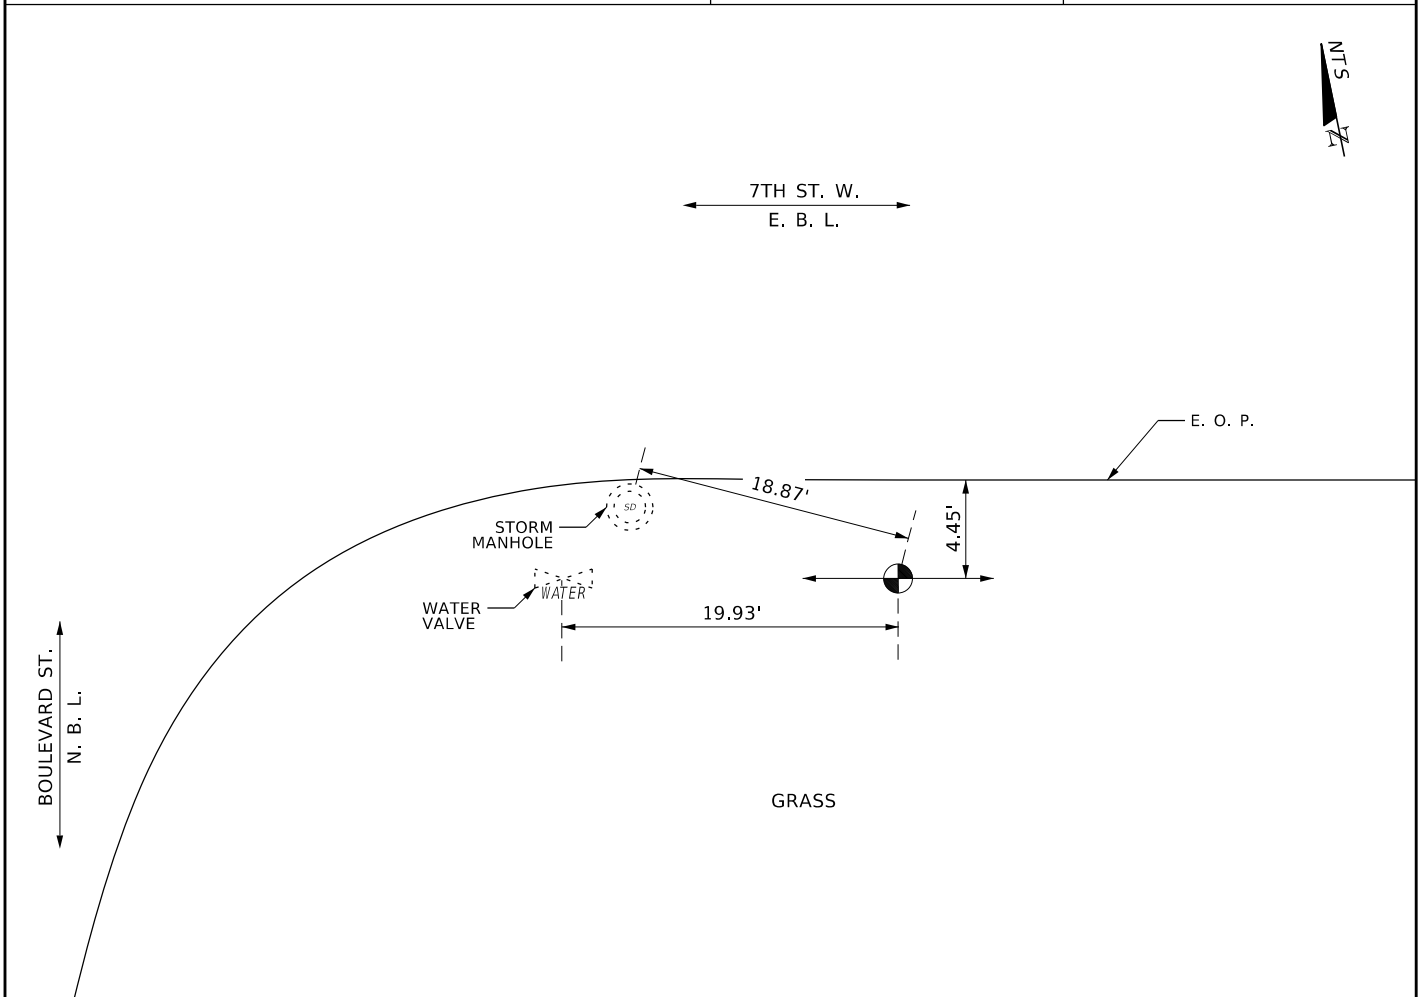 NTS
N
7TH ST. W.
E. B. L.
E. O. P.
18.87'
SD
4.45'
STORM
MANHOLE
WATER
WATER
VALVE
19.93'
BOULEVARD ST.
N. B. L.
GRASS